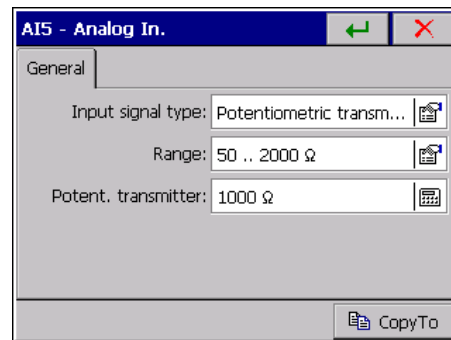 AI5 - Analog In.
General
Input signal type: Potentiometric transm...
Range: 50 .. 2000 Ω
Potent. transmitter: 1000 Ω
CopyTo